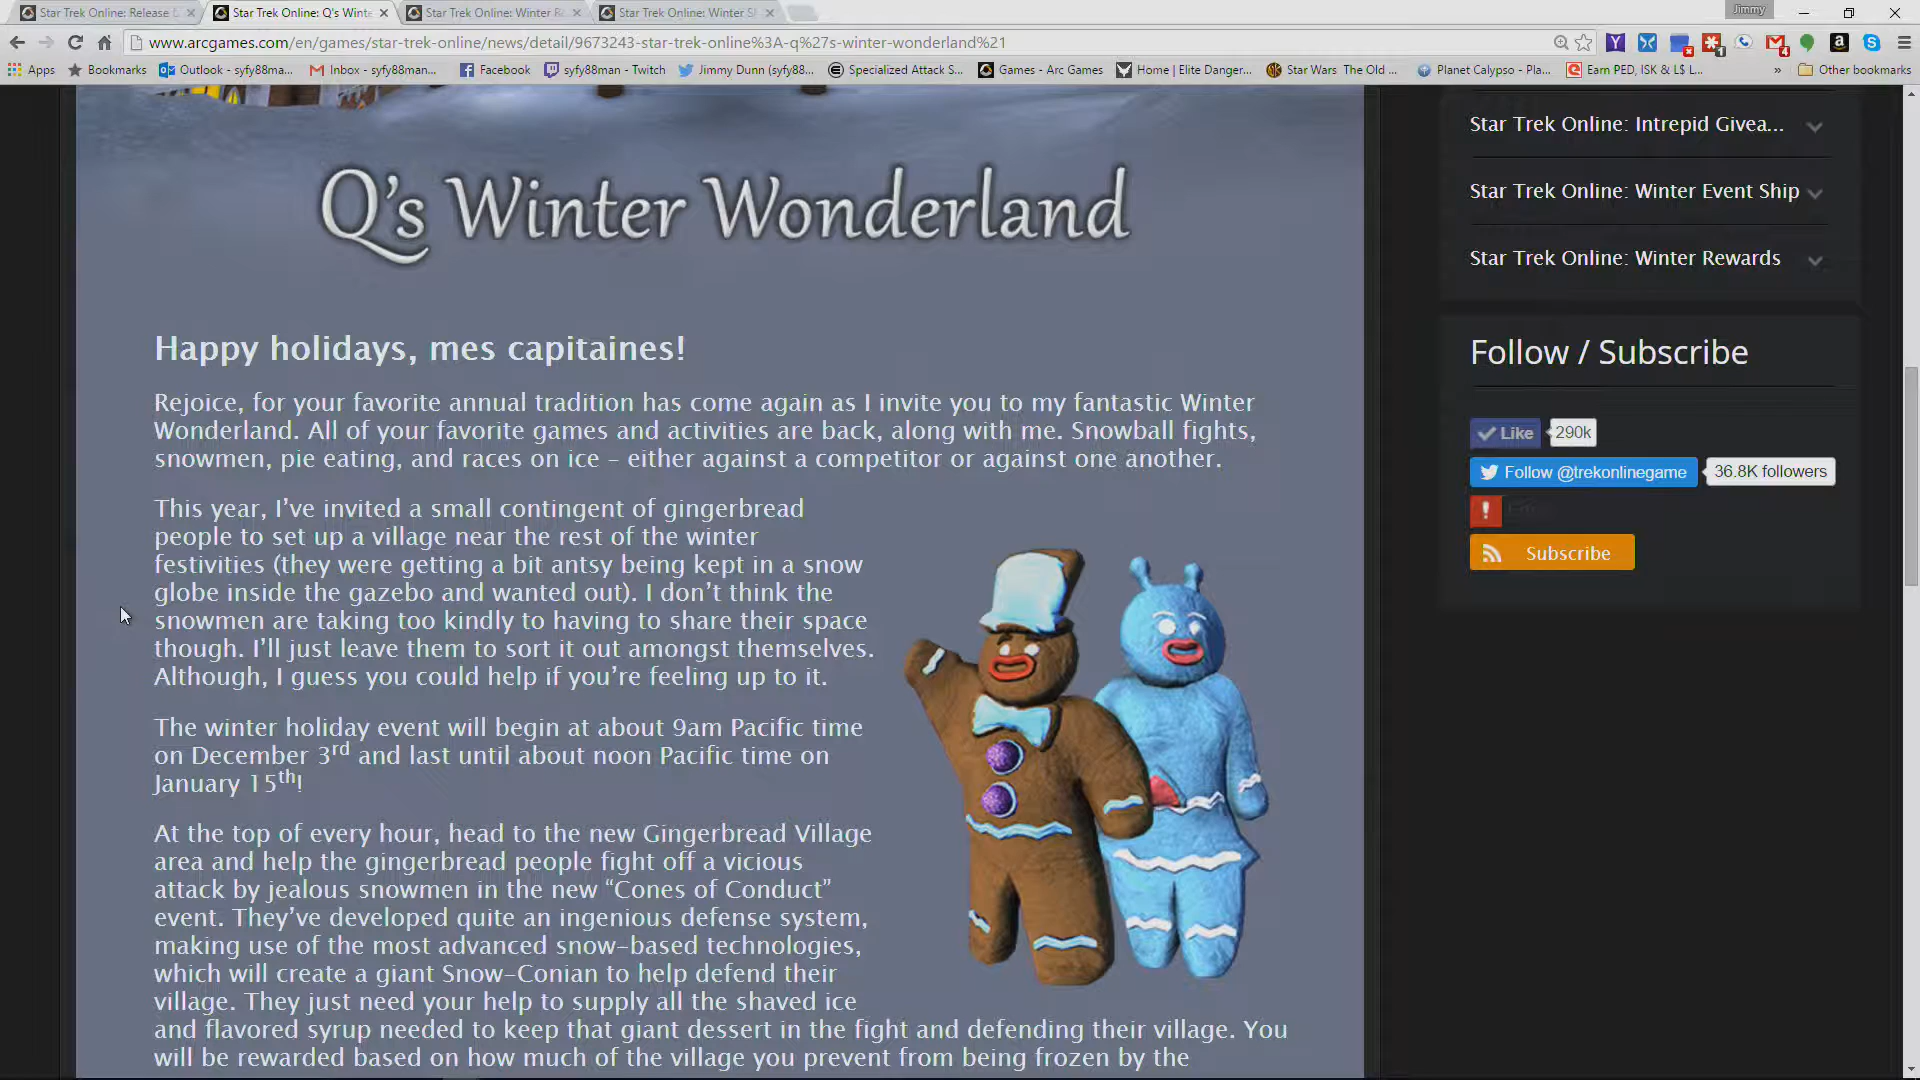 Star Trek Online: Release
Star Trek Online: Q's Winte
Star Trek Online: Winter R
Star Trek Online: Winter S
Jimmy
www.arcgames.com/en/games/star-trek-online/news/detail/9673243-star-trek-online%3A-q%27s-winter-wonderland%21
Apps
Bookmarks
Outlook - syfy88ma...
Inbox - syfy88man...
Facebook
syfy88man - Twitch
Jimmy Dunn (syfy88...
Specialized Attack S...
Games - Arc Games
Home | Elite Danger...
Star Wars The Old ...
Planet Calypso - Pla...
Earn PED, ISK & L$ L...
»
Other bookmarks
Q's Winter Wonderland
Happy holidays, mes capitaines!
Rejoice, for your favorite annual tradition has come again as I invite you to my fantastic Winter
Wonderland. All of your favorite games and activities are back, along with me. Snowball fights,
snowmen, pie eating, and races on ice – either against a competitor or against one another.
This year, I’ve invited a small contingent of gingerbread
people to set up a village near the rest of the winter
festivities (they were getting a bit antsy being kept in a snow
globe inside the gazebo and wanted out). I don’t think the
snowmen are taking too kindly to having to share their space
though. I’ll just leave them to sort it out amongst themselves.
Although, I guess you could help if you’re feeling up to it.
The winter holiday event will begin at about 9am Pacific time
on December 3rd and last until about noon Pacific time on
January 15th!
At the top of every hour, head to the new Gingerbread Village
area and help the gingerbread people fight off a vicious
attack by jealous snowmen in the new “Cones of Conduct”
event. They’ve developed quite an ingenious defense system,
making use of the most advanced snow-based technologies,
which will create a giant Snow-Conian to help defend their
village. They just need your help to supply all the shaved ice
and flavored syrup needed to keep that giant dessert in the fight and defending their village. You
will be rewarded based on how much of the village you prevent from being frozen by the
Star Trek Online: Intrepid Givea...
Star Trek Online: Winter Event Ship
Star Trek Online: Winter Rewards
Follow / Subscribe
Like
290k
Follow @trekonlinegame
36.8K followers
Subscribe